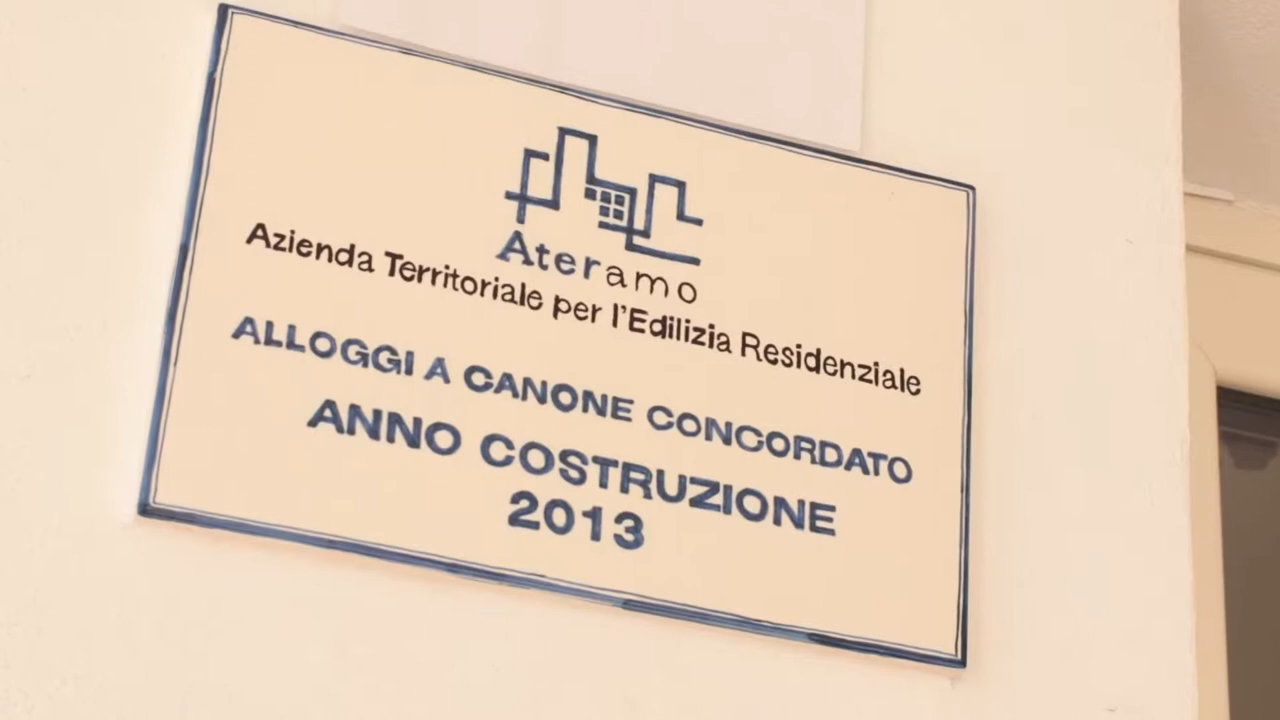 Ateramo
Azienda Territoriale per l'Edilizia Residenziale
ALLOGGI A CANONE CONCORDATO
ANNO COSTRUZIONE
2013